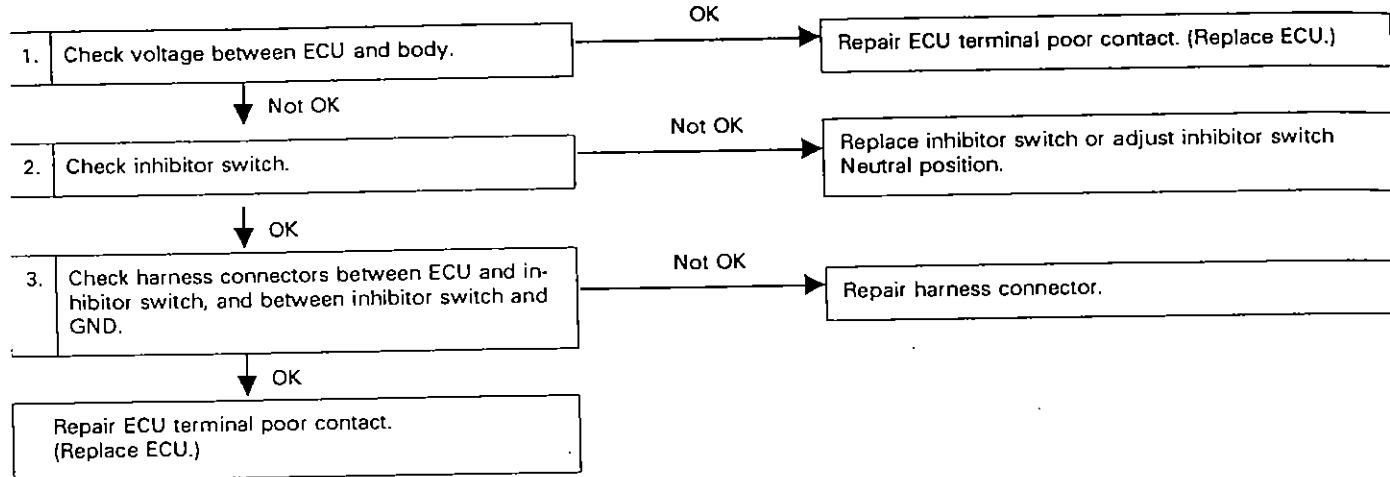 OK
1. Check voltage between ECU and body.
Repair ECU terminal poor contact. (Replace ECU.)
Not OK
2. Check inhibitor switch.
Not OK
Replace inhibitor switch or adjust inhibitor switch
Neutral position.
OK
3. Check harness connectors between ECU and in-
hibitor switch, and between inhibitor switch and
GND.
Not OK
Repair harness connector.
OK
Repair ECU terminal poor contact.
(Replace ECU.)